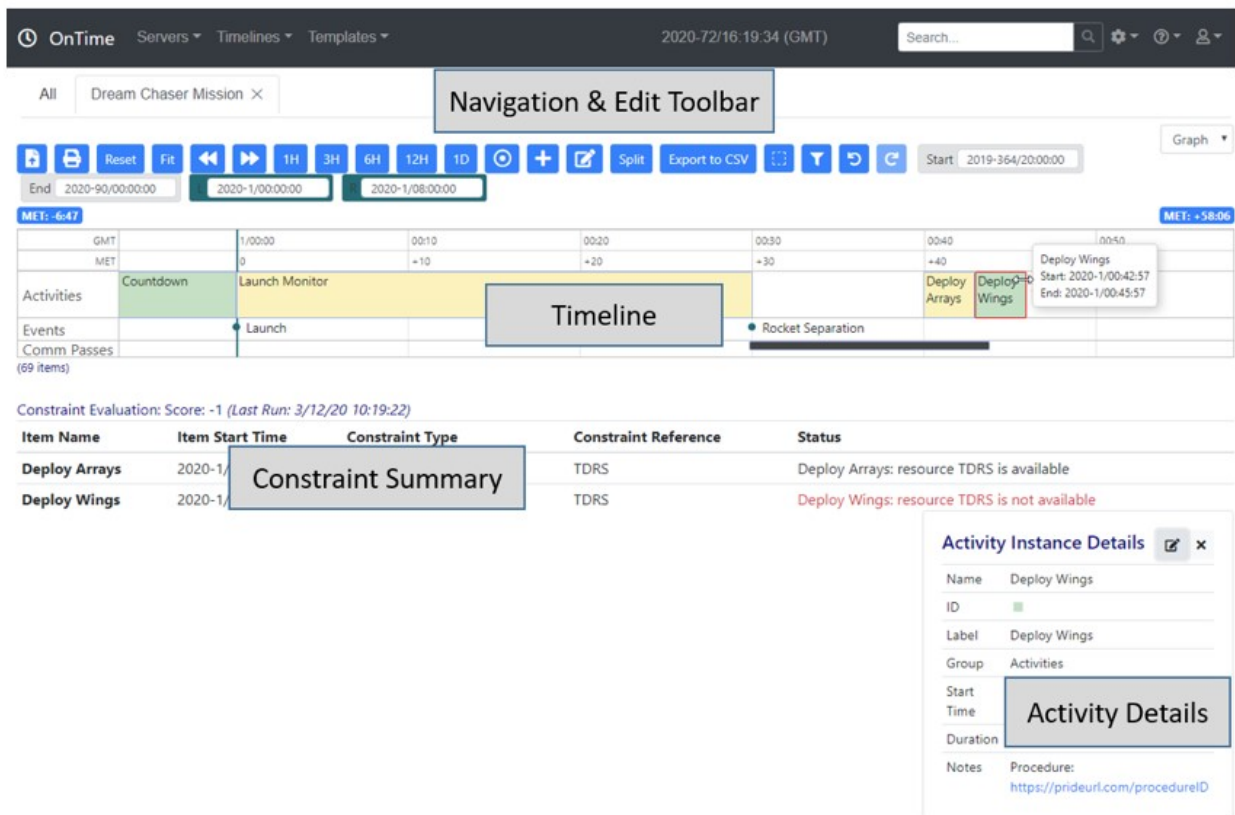 OnTime Servers Timelines Templates 2020-72/16:19:34 (GMT) Search...
All Dream Chaser Mission ×
Navigation & Edit Toolbar
Graph
Reset Fit 1H 3H 6H 12H 1D Split Export to CSV Start 2019-364/20:00:00
End 2020-90/00:00:00 L 2020-1/00:00:00 R 2020-1/08:00:00
MET: -6:47 MET: +58:06
GMT 1/00:00 00:10 00:20 00:30 00:40 00:50
MET 0 +10 +20 +30 +40
Deploy Wings
Start: 2020-1/00:42:57
End: 2020-1/00:45:57
Activities Countdown Launch Monitor Deploy Arrays Deploy Wings
Timeline
Events Launch Rocket Separation
Comm Passes
(69 items)
Constraint Evaluation: Score: -1 (Last Run: 3/12/20 10:19:22)
Item Name Item Start Time Constraint Type Constraint Reference Status
Deploy Arrays 2020-1/ TDRS Deploy Arrays: resource TDRS is available
Constraint Summary
Deploy Wings 2020-1/ TDRS Deploy Wings: resource TDRS is not available
Activity Instance Details ×
Name Deploy Wings
ID
Label Deploy Wings
Group Activities
Start
Time
Activity Details
Duration
Notes Procedure:
https://prideurl.com/procedureID